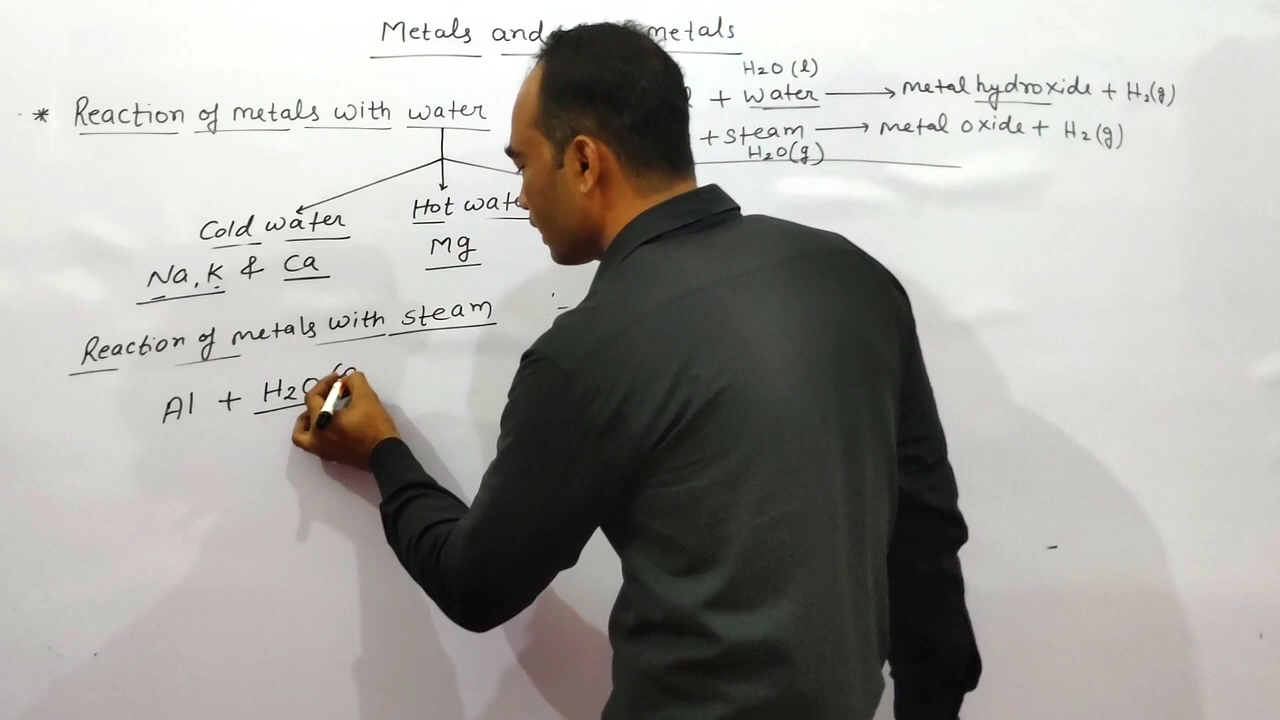 Metals and metals
* Reaction of metals with water
H2O (l)
+ water ⟶ metal hydroxide + H2(g)
+ steam ⟶ metal oxide + H2(g)
H2O(g)
Cold water
Hot water
Na, K & Ca
Mg
Reaction of metals with steam :-
Al + H2O (g